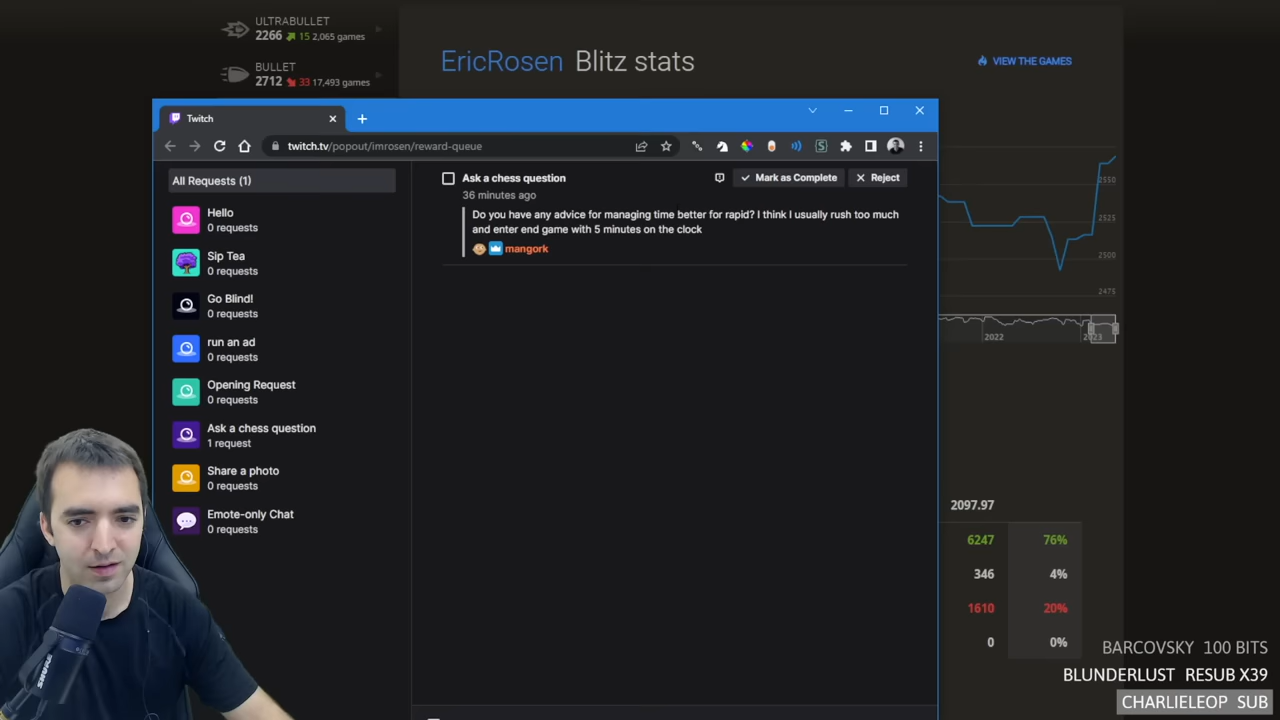 ULTRABULLET
2266 15 2,065 games
BULLET
2712 33 17,493 games
EricRosen Blitz stats
VIEW THE GAMES
Twitch
twitch.tv/popout/imrosen/reward-queue
All Requests (1)
Hello
0 requests
Sip Tea
0 requests
Go Blind!
0 requests
run an ad
0 requests
Opening Request
0 requests
Ask a chess question
1 request
Share a photo
0 requests
Emote-only Chat
0 requests
Ask a chess question
Mark as Complete
Reject
36 minutes ago
Do you have any advice for managing time better for rapid? I think I usually rush too much
and enter end game with 5 minutes on the clock
mangork
2550
2525
2500
2475
2022
2023
2097.97
6247 76%
346 4%
1610 20%
0 0%
SHURE
BARCOVSKY 100 BITS
BLUNDERLUST RESUB X39
CHARLIELEOP SUB